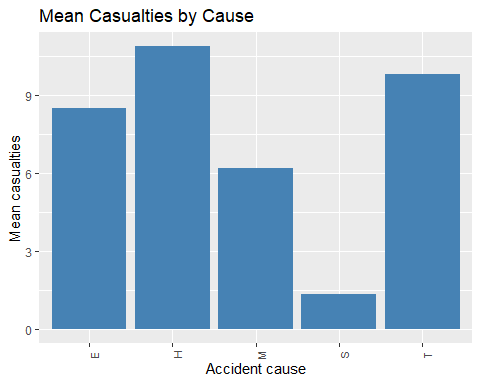 Mean Casualties by Cause
Mean casualties
9
6
3
0
E H M S T
Accident cause